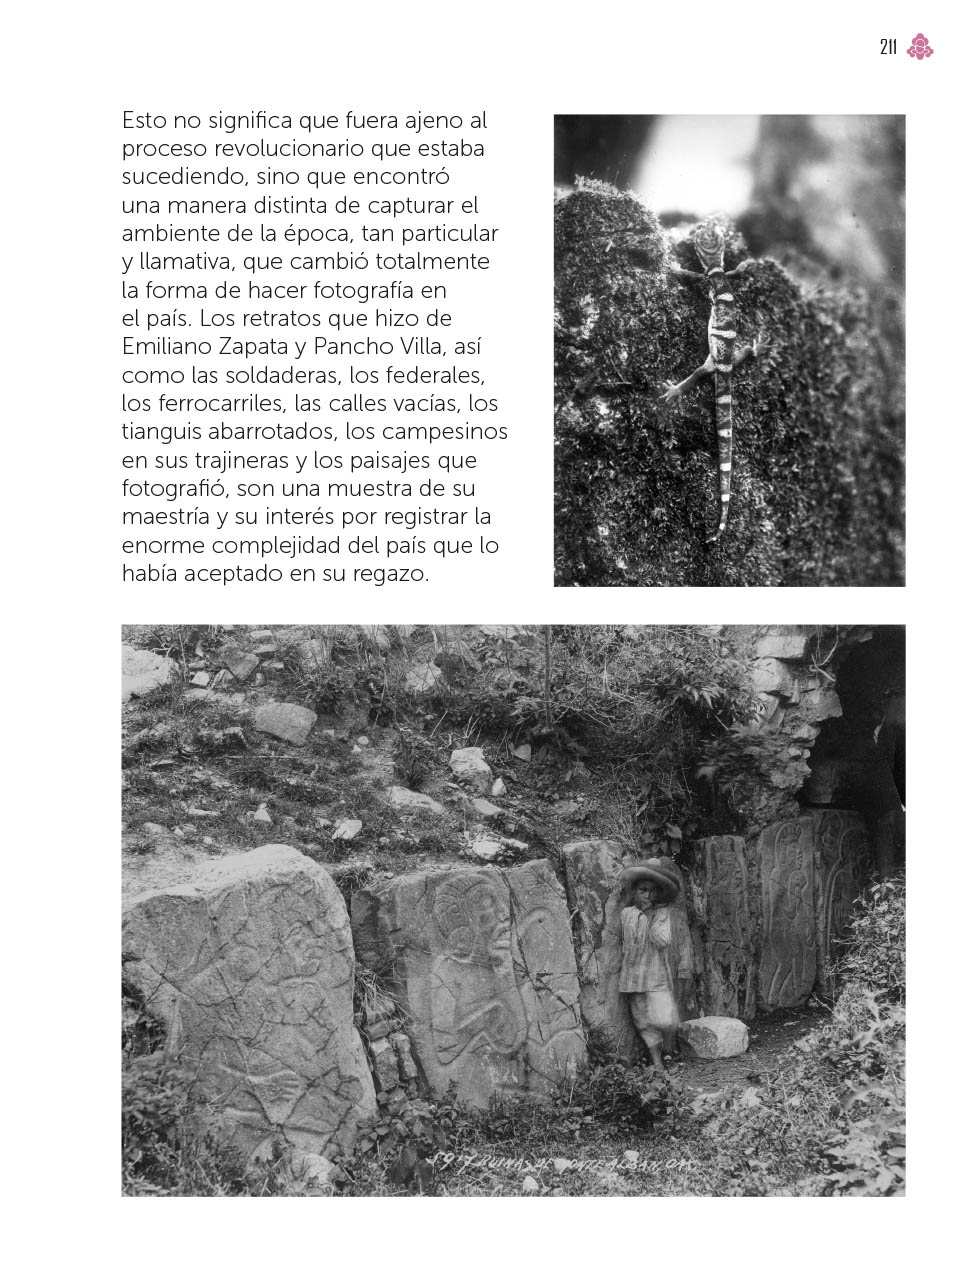 211
Esto no significa que fuera ajeno al
proceso revolucionario que estaba
sucediendo, sino que encontró
una manera distinta de capturar el
ambiente de la época, tan particular
y llamativa, que cambió totalmente
la forma de hacer fotografía en
el país. Los retratos que hizo de
Emiliano Zapata y Pancho Villa, así
como las soldaderas, los federales,
los ferrocarriles, las calles vacías, los
tianguis abarrotados, los campesinos
en sus trajineras y los paisajes que
fotografió, son una muestra de su
maestría y su interés por registrar la
enorme complejidad del país que lo
había aceptado en su regazo.
RUINAS DE MONTE ALBAN OAX.